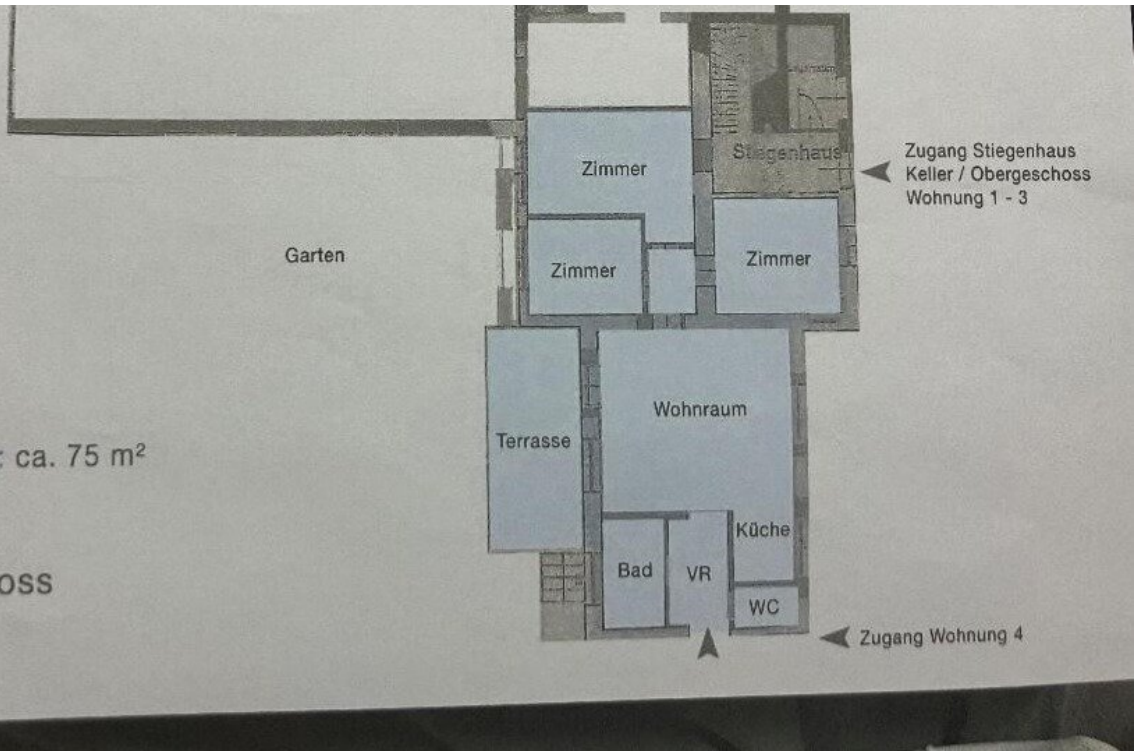 Zimmer
Stiegenhaus
Zugang Stiegenhaus
Keller / Obergeschoss
Wohnung 1 - 3
Garten
Zimmer
Zimmer
Wohnraum
Terrasse
: ca. 75 m²
Küche
Bad
VR
oss
WC
Zugang Wohnung 4